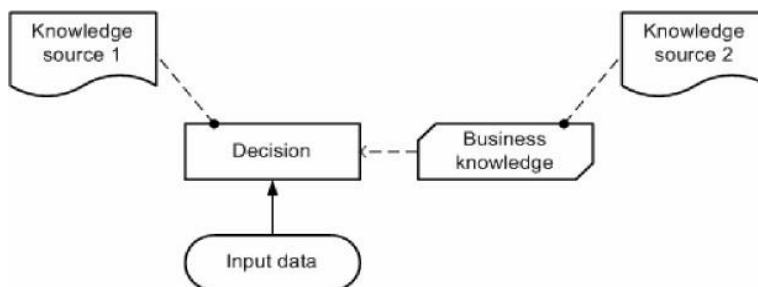 Knowledge
source 1
Knowledge
source 2
Decision
Business
knowledge
Input data